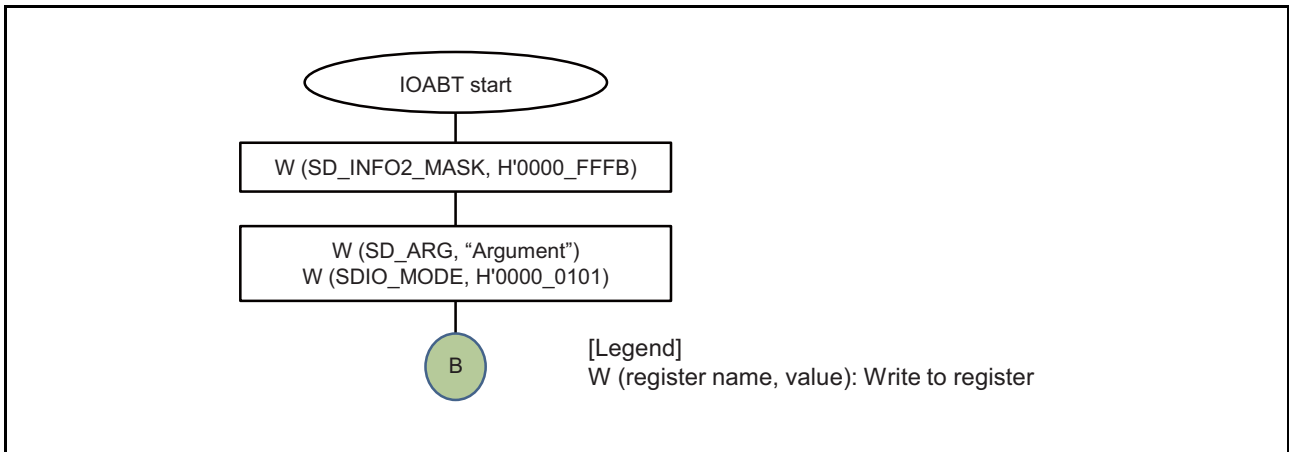 IOABT start
W (SD_INFO2_MASK, H'0000_FFFB)
W (SD_ARG, “Argument”)
W (SDIO_MODE, H'0000_0101)
B
[Legend]
W (register name, value): Write to register